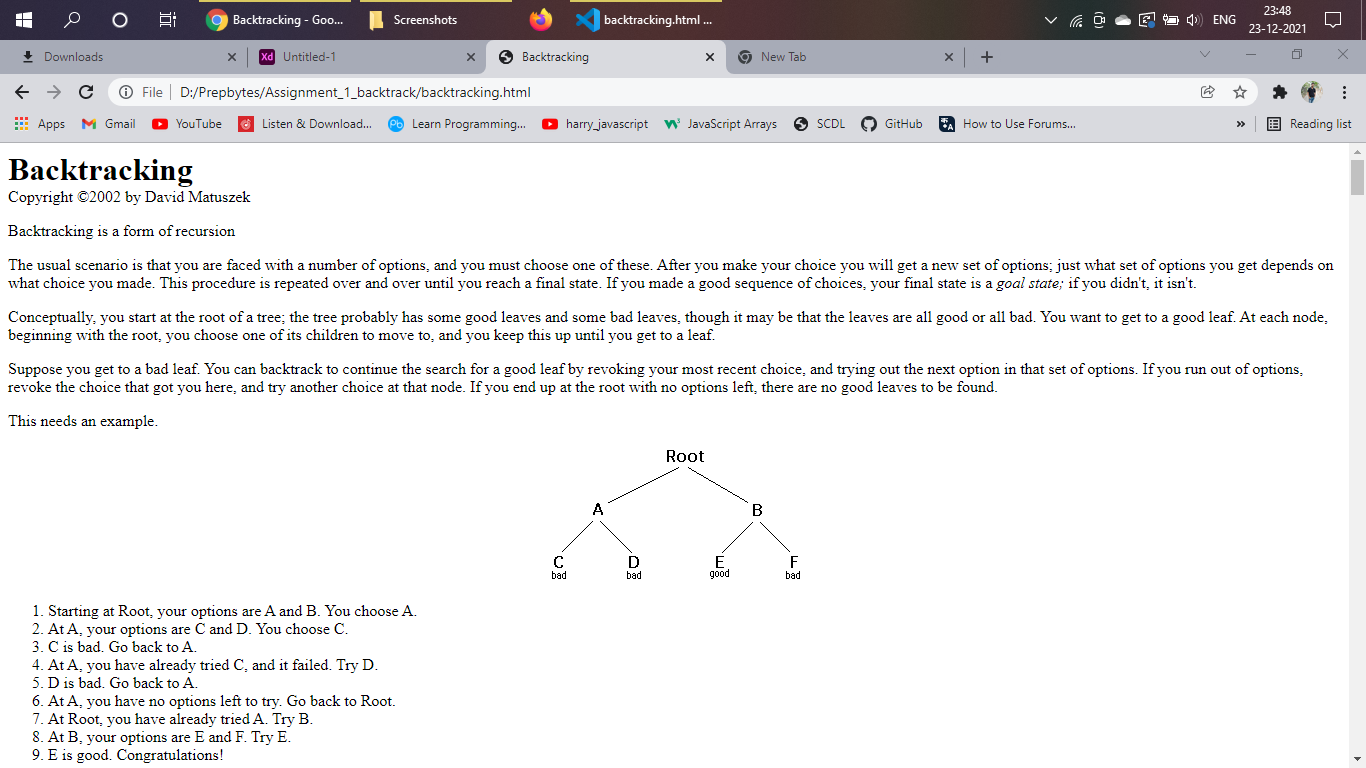 Backtracking - Goo...
Screenshots
backtracking.html ...
ENG
23:48
23-12-2021
Downloads
Xd Untitled-1
Backtracking
New Tab
File D:/Prepbytes/Assignment_1_backtrack/backtracking.html
Apps
Gmail
YouTube
Listen & Download...
Learn Programming...
harry_javascript
JavaScript Arrays
SCDL
GitHub
How to Use Forums...
»
Reading list
Backtracking
Copyright ©2002 by David Matuszek
Backtracking is a form of recursion
The usual scenario is that you are faced with a number of options, and you must choose one of these. After you make your choice you will get a new set of options; just what set of options you get depends on
what choice you made. This procedure is repeated over and over until you reach a final state. If you made a good sequence of choices, your final state is a goal state; if you didn't, it isn't.
Conceptually, you start at the root of a tree; the tree probably has some good leaves and some bad leaves, though it may be that the leaves are all good or all bad. You want to get to a good leaf. At each node,
beginning with the root, you choose one of its children to move to, and you keep this up until you get to a leaf.
Suppose you get to a bad leaf. You can backtrack to continue the search for a good leaf by revoking your most recent choice, and trying out the next option in that set of options. If you run out of options,
revoke the choice that got you here, and try another choice at that node. If you end up at the root with no options left, there are no good leaves to be found.
This needs an example.
Root
A B
C D E F
bad bad good bad
1. Starting at Root, your options are A and B. You choose A.
2. At A, your options are C and D. You choose C.
3. C is bad. Go back to A.
4. At A, you have already tried C, and it failed. Try D.
5. D is bad. Go back to A.
6. At A, you have no options left to try. Go back to Root.
7. At Root, you have already tried A. Try B.
8. At B, your options are E and F. Try E.
9. E is good. Congratulations!